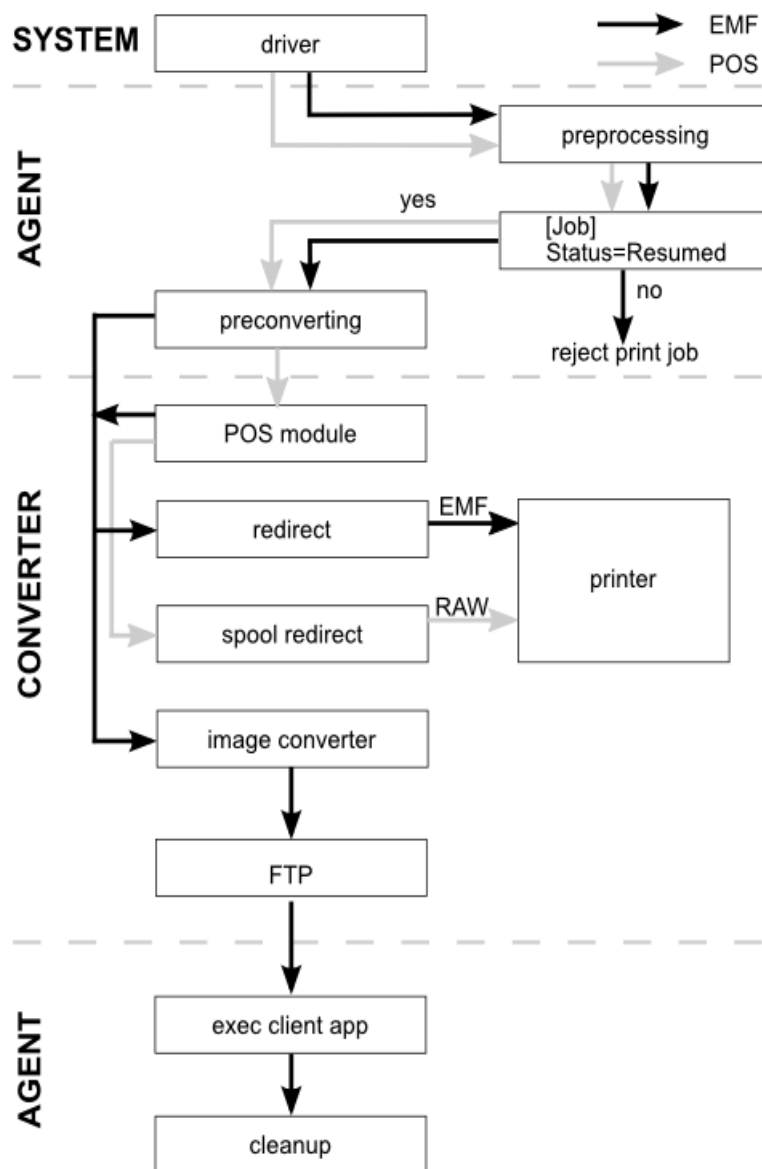 SYSTEM
driver
EMF
POS
AGENT
preprocessing
yes
[Job]
Status=Resumed
no
preconverting
reject print job
CONVERTER
POS module
EMF
redirect
printer
RAW
spool redirect
image converter
FTP
AGENT
exec client app
cleanup